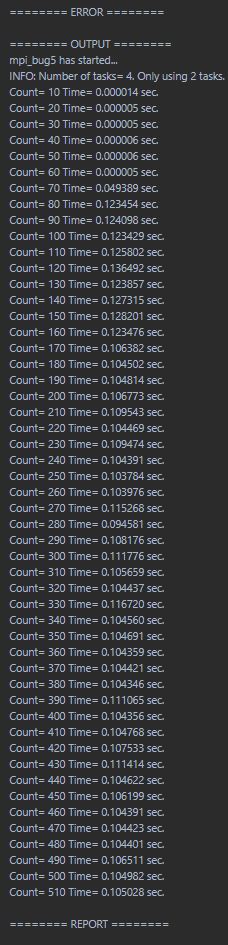 ======== ERROR ========
======== OUTPUT ========
mpi_bug5 has started...
INFO: Number of tasks= 4. Only using 2 tasks.
Count= 10 Time= 0.000014 sec.
Count= 20 Time= 0.000005 sec.
Count= 30 Time= 0.000005 sec.
Count= 40 Time= 0.000006 sec.
Count= 50 Time= 0.000006 sec.
Count= 60 Time= 0.000005 sec.
Count= 70 Time= 0.049389 sec.
Count= 80 Time= 0.123454 sec.
Count= 90 Time= 0.124098 sec.
Count= 100 Time= 0.123429 sec.
Count= 110 Time= 0.125802 sec.
Count= 120 Time= 0.136492 sec.
Count= 130 Time= 0.123857 sec.
Count= 140 Time= 0.127315 sec.
Count= 150 Time= 0.128201 sec.
Count= 160 Time= 0.123476 sec.
Count= 170 Time= 0.106382 sec.
Count= 180 Time= 0.104502 sec.
Count= 190 Time= 0.104814 sec.
Count= 200 Time= 0.106773 sec.
Count= 210 Time= 0.109543 sec.
Count= 220 Time= 0.104469 sec.
Count= 230 Time= 0.109474 sec.
Count= 240 Time= 0.104391 sec.
Count= 250 Time= 0.103784 sec.
Count= 260 Time= 0.103976 sec.
Count= 270 Time= 0.115268 sec.
Count= 280 Time= 0.094581 sec.
Count= 290 Time= 0.108176 sec.
Count= 300 Time= 0.111776 sec.
Count= 310 Time= 0.105659 sec.
Count= 320 Time= 0.104437 sec.
Count= 330 Time= 0.116720 sec.
Count= 340 Time= 0.104560 sec.
Count= 350 Time= 0.104691 sec.
Count= 360 Time= 0.104359 sec.
Count= 370 Time= 0.104421 sec.
Count= 380 Time= 0.104346 sec.
Count= 390 Time= 0.111065 sec.
Count= 400 Time= 0.104356 sec.
Count= 410 Time= 0.104768 sec.
Count= 420 Time= 0.107533 sec.
Count= 430 Time= 0.111414 sec.
Count= 440 Time= 0.104622 sec.
Count= 450 Time= 0.106199 sec.
Count= 460 Time= 0.104391 sec.
Count= 470 Time= 0.104423 sec.
Count= 480 Time= 0.104401 sec.
Count= 490 Time= 0.106511 sec.
Count= 500 Time= 0.104982 sec.
Count= 510 Time= 0.105028 sec.
======== REPORT ========